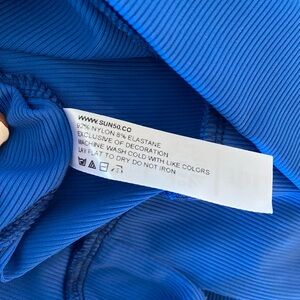 WWW.SUN50.CO
92% NYLON 8% ELASTANE
EXCLUSIVE OF DECORATION
MACHINE WASH COLD WITH LIKE COLORS
LAY FLAT TO DRY DO NOT IRON